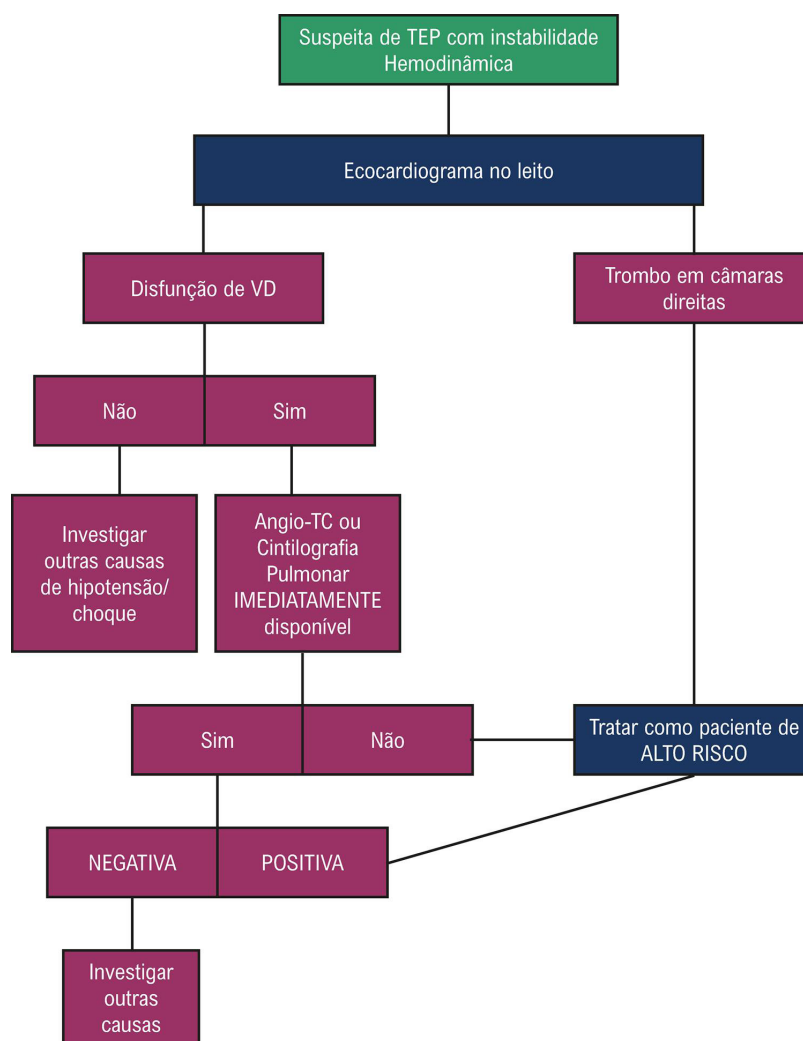 Suspeita de TEP com instabilidade
Hemodinâmica
Ecocardiograma no leito
Disfunção de VD
Trombo em câmaras
direitas
Não
Sim
Investigar
outras causas
de hipotensão/
choque
Angio-TC ou
Cintilografia
Pulmonar
IMEDIATAMENTE
disponível
Sim
Não
Tratar como paciente de
ALTO RISCO
NEGATIVA
POSITIVA
Investigar
outras
causas